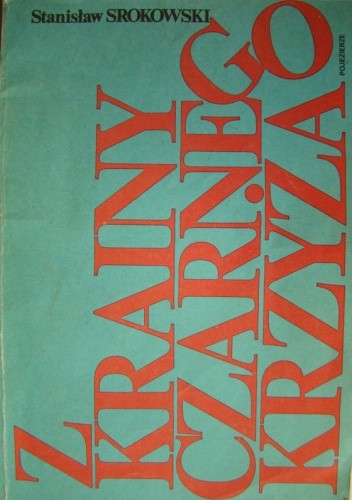 Stanisław SROKOWSKI
Z
KRAINY
CZARNEGO
KRZYŻA
POJEZIERZE